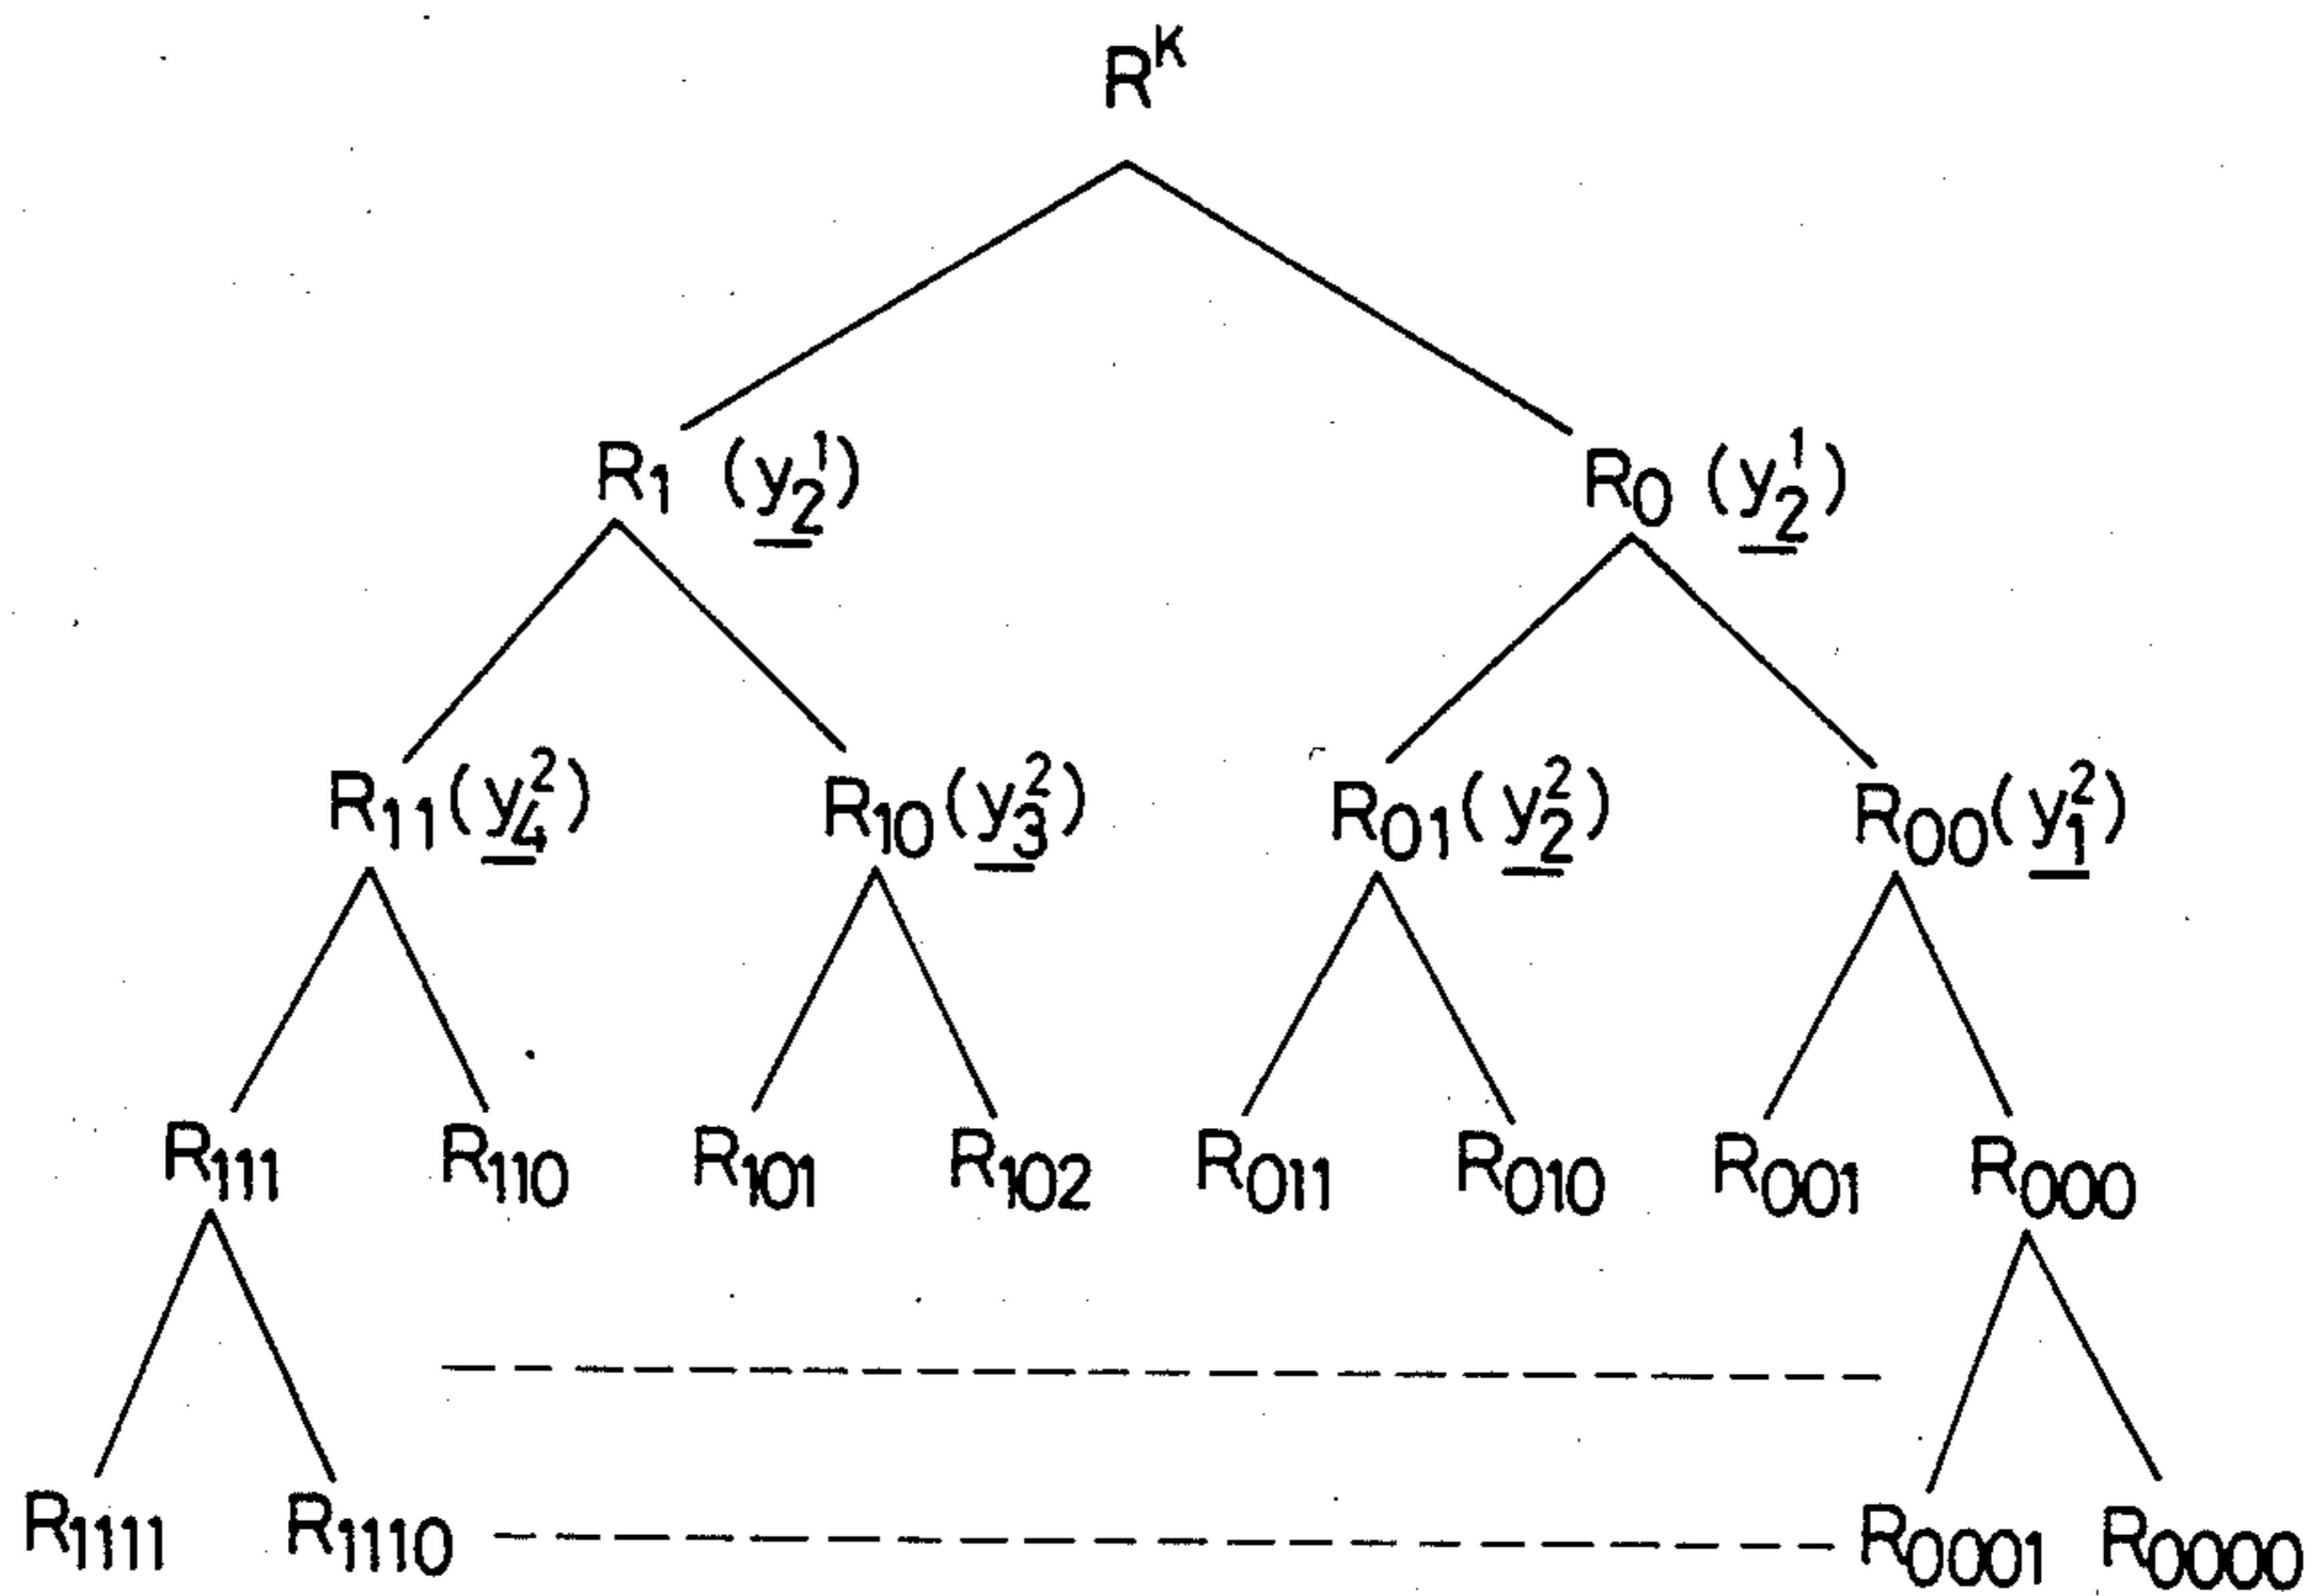 R^K
R_1 (y_2^1) R_0 (y_2^1)
R_11 (y_4^2) R_10 (y_3^2) R_01 (y_2^2) R_00 (y_1^2)
R_111 R_110 R_101 R_102 R_011 R_010 R_001 R_000
R_1111 R_1110 R_0001 R_0000